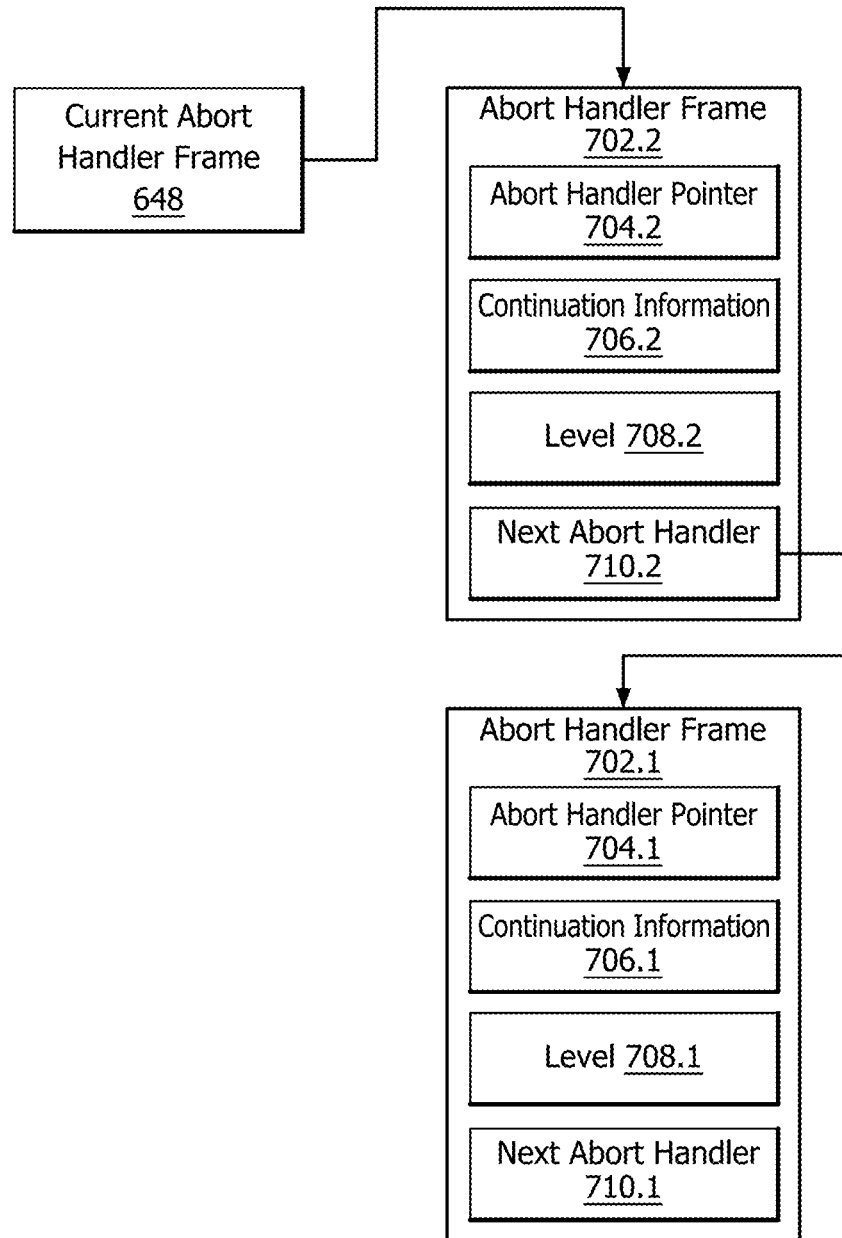 Current Abort
Handler Frame
648
Abort Handler Frame
702.2
Abort Handler Pointer
704.2
Continuation Information
706.2
Level 708.2
Next Abort Handler
710.2
Abort Handler Frame
702.1
Abort Handler Pointer
704.1
Continuation Information
706.1
Level 708.1
Next Abort Handler
710.1